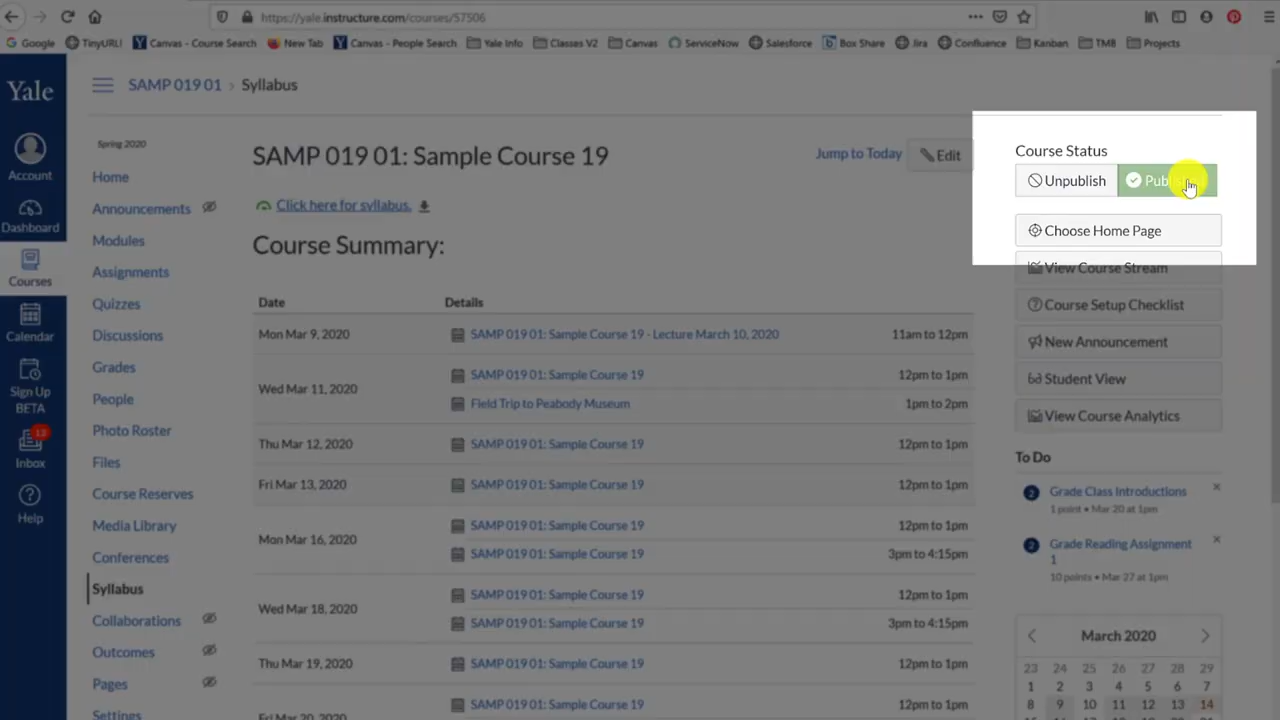 https://yale.instructure.com/courses/57506
Google TinyURL! Canvas - Course Search New Tab Canvas - People Search Yale Info Classes V2 Canvas ServiceNow Salesforce Box Share Jira Confluence Kanban TMB Projects
Yale
Account
Dashboard
Courses
Calendar
Sign Up
BETA
13
Inbox
Help
SAMP 019 01 › Syllabus
Spring 2020
Home
Announcements
Modules
Assignments
Quizzes
Discussions
Grades
People
Photo Roster
Files
Course Reserves
Media Library
Conferences
Syllabus
Collaborations
Outcomes
Pages
Settings
SAMP 019 01: Sample Course 19
Jump to Today
Edit
Click here for syllabus.
Course Summary:
Date Details
Mon Mar 9, 2020 SAMP 019 01: Sample Course 19 - Lecture March 10, 2020 11am to 12pm
Wed Mar 11, 2020 SAMP 019 01: Sample Course 19 12pm to 1pm
Field Trip to Peabody Museum 1pm to 2pm
Thu Mar 12, 2020 SAMP 019 01: Sample Course 19 12pm to 1pm
Fri Mar 13, 2020 SAMP 019 01: Sample Course 19 12pm to 1pm
Mon Mar 16, 2020 SAMP 019 01: Sample Course 19 12pm to 1pm
SAMP 019 01: Sample Course 19 3pm to 4:15pm
Wed Mar 18, 2020 SAMP 019 01: Sample Course 19 12pm to 1pm
SAMP 019 01: Sample Course 19 3pm to 4:15pm
Thu Mar 19, 2020 SAMP 019 01: Sample Course 19 12pm to 1pm
Fri Mar 20, 2020 SAMP 019 01: Sample Course 19 12pm to 1pm
Course Status
Unpublish
Choose Home Page
View Course Stream
Course Setup Checklist
New Announcement
Student View
View Course Analytics
To Do
2 Grade Class Introductions
1 point • Mar 20 at 1pm
2 Grade Reading Assignment
1
10 points • Mar 27 at 1pm
March 2020
23 24 25 26 27 28 29
1 2 3 4 5 6 7
8 9 10 11 12 13 14